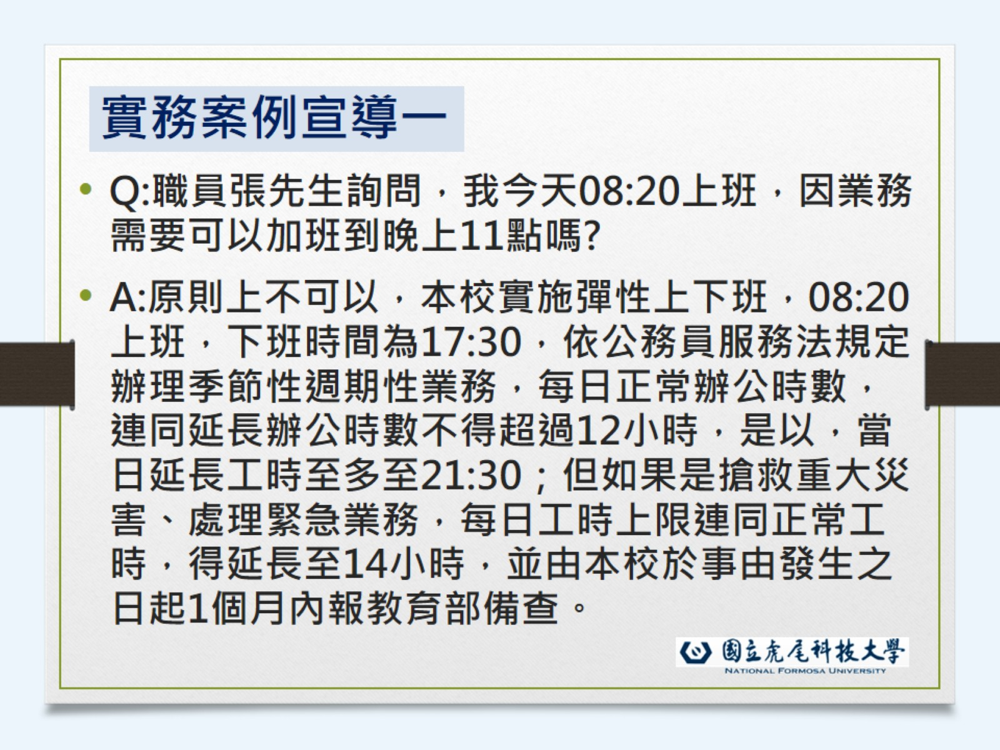 實務案例宣導一
• Q:職員張先生詢問，我今天08:20上班，因業務
需要可以加班到晚上11點嗎?
• A:原則上不可以，本校實施彈性上下班，08:20
上班，下班時間為17:30，依公務員服務法規定
辦理季節性週期性業務，每日正常辦公時數，
連同延長辦公時數不得超過12小時，是以，當
日延長工時至多至21:30；但如果是搶救重大災
害、處理緊急業務，每日工時上限連同正常工
時，得延長至14小時，並由本校於事由發生之
日起1個月內報教育部備查。
國立虎尾科技大學
NATIONAL FORMOSA UNIVERSITY